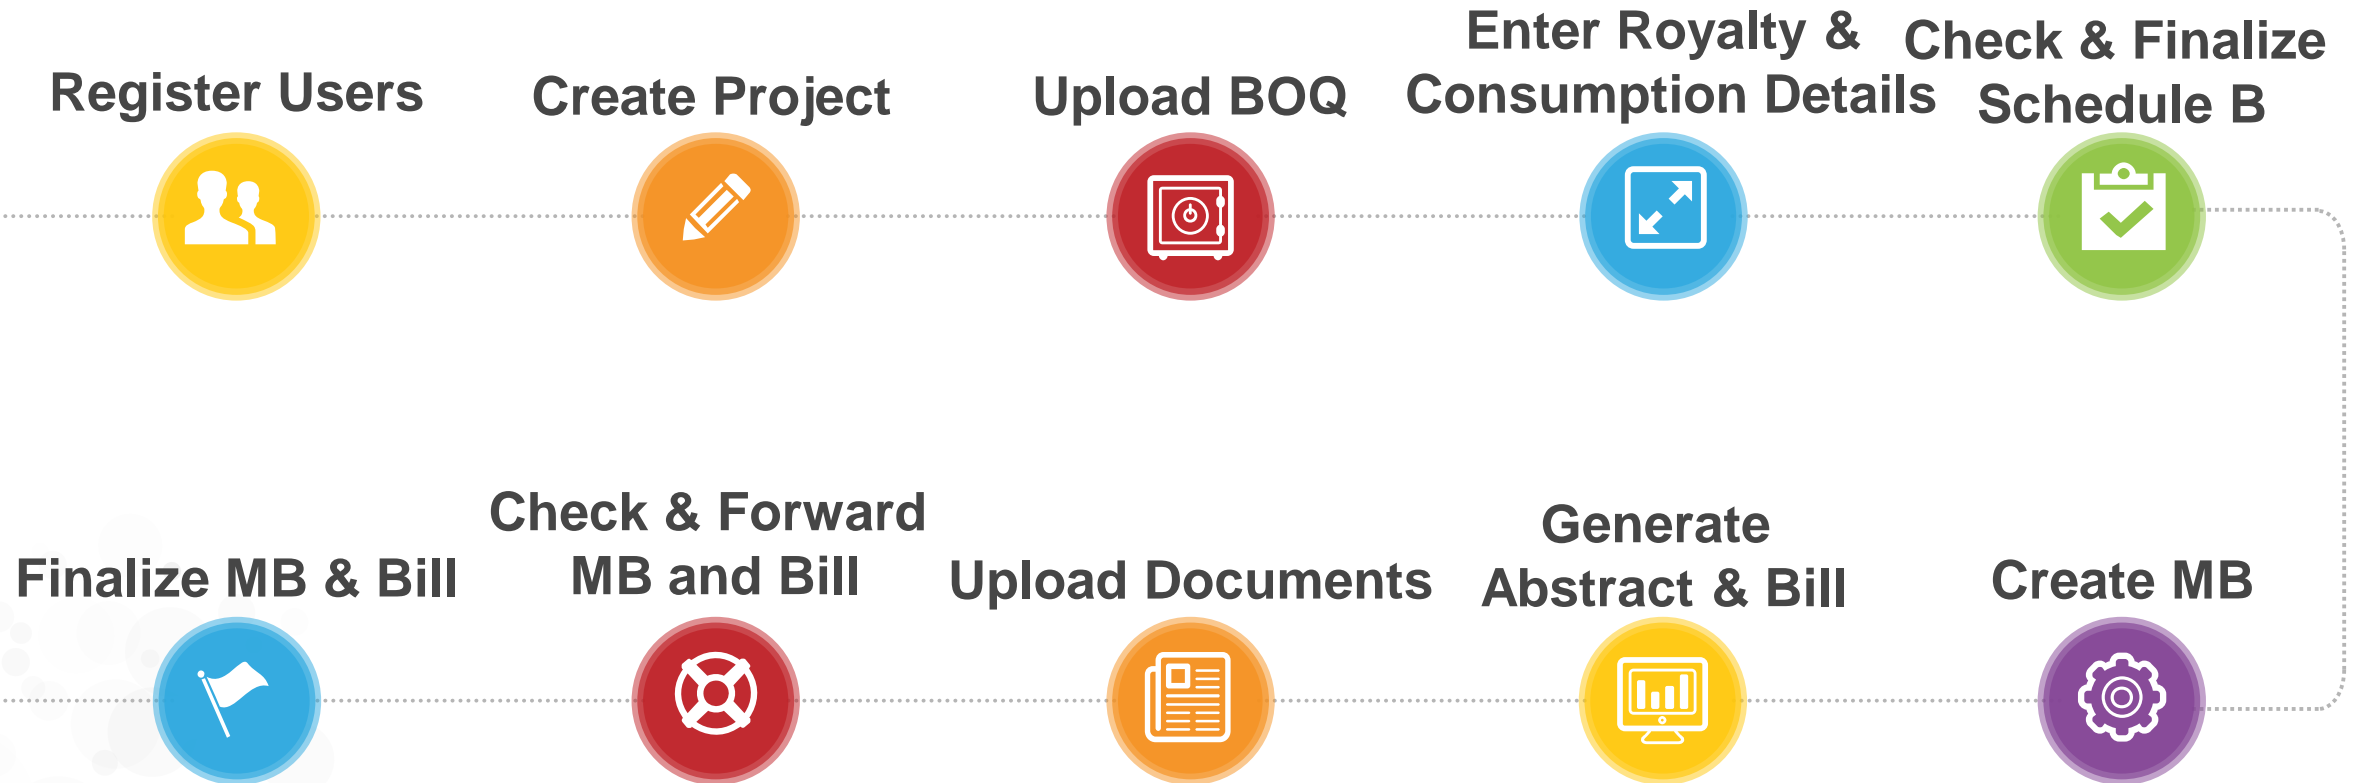 Register Users
Create Project
Upload BOQ
Enter Royalty &
Consumption Details
Check & Finalize
Schedule B
Finalize MB & Bill
Check & Forward
MB and Bill
Upload Documents
Generate
Abstract & Bill
Create MB